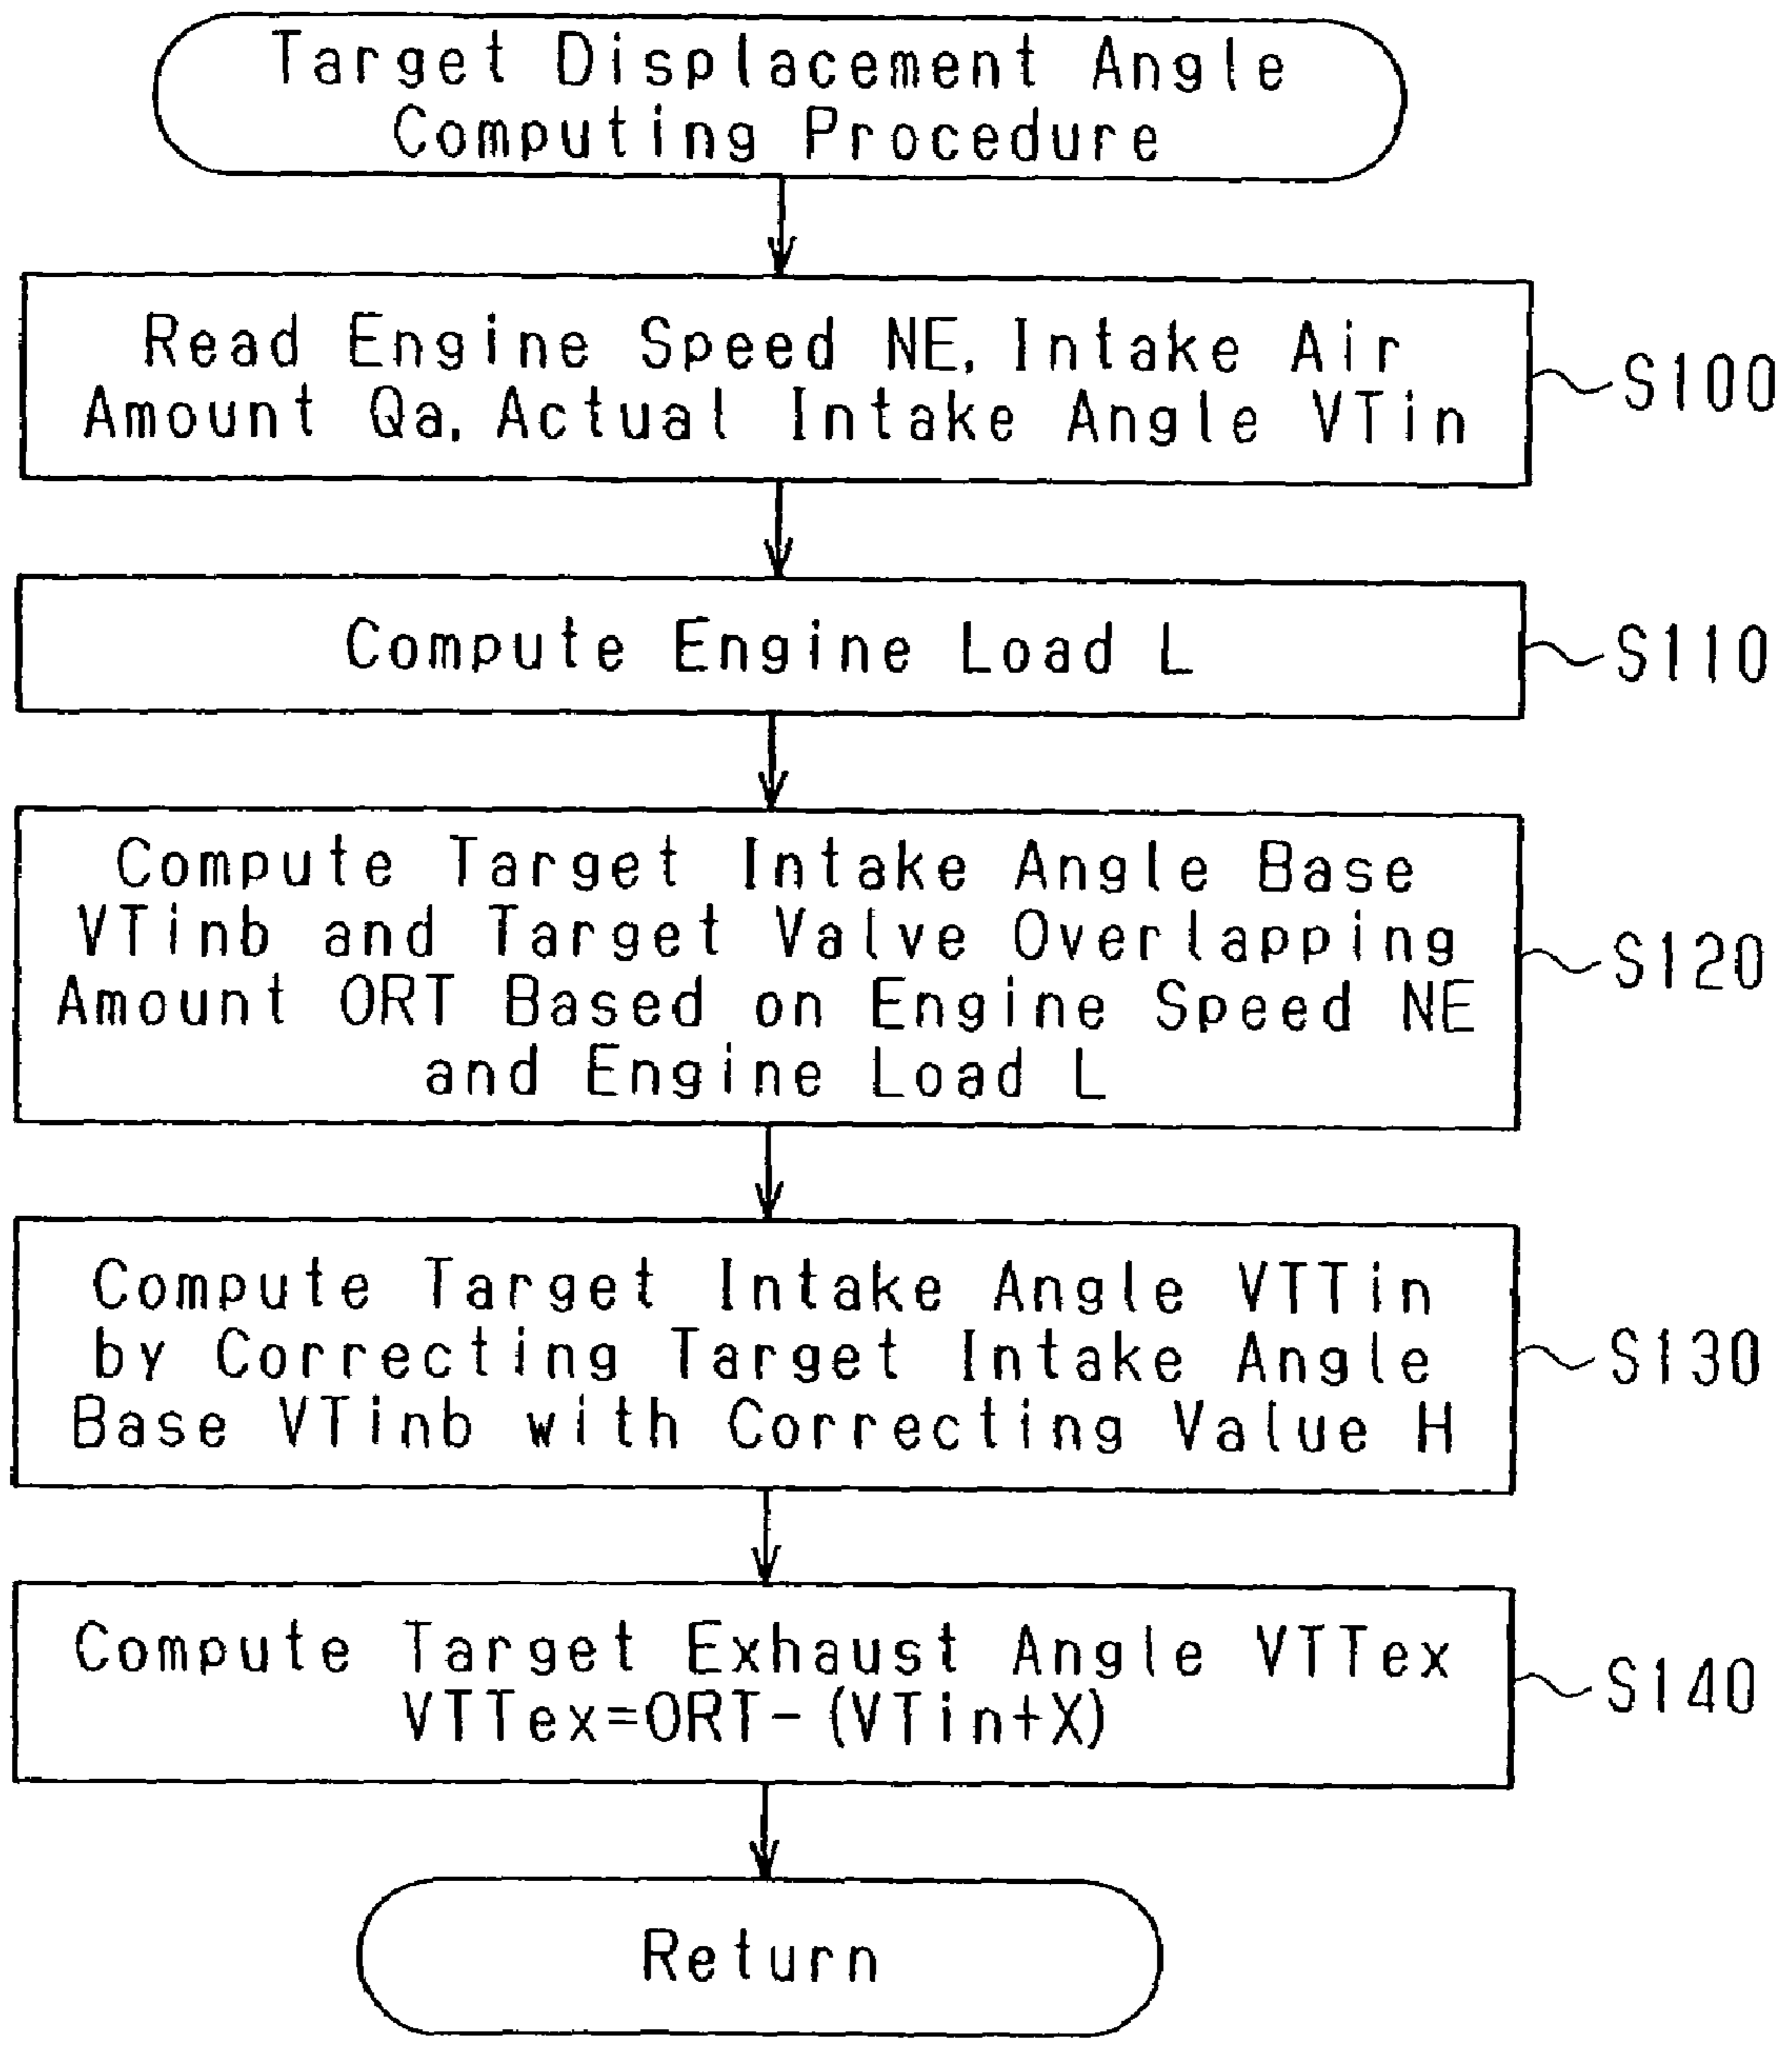 Target Displacement Angle
Computing Procedure
Read Engine Speed NE, Intake Air
Amount Qa, Actual Intake Angle VTin
S100
Compute Engine Load L
S110
Compute Target Intake Angle Base
VTinb and Target Valve Overlapping
Amount ORT Based on Engine Speed NE
and Engine Load L
S120
Compute Target Intake Angle VTTin
by Correcting Target Intake Angle
Base VTinb with Correcting Value H
S130
Compute Target Exhaust Angle VTTex
VTTex=ORT-(VTin+X)
S140
Return